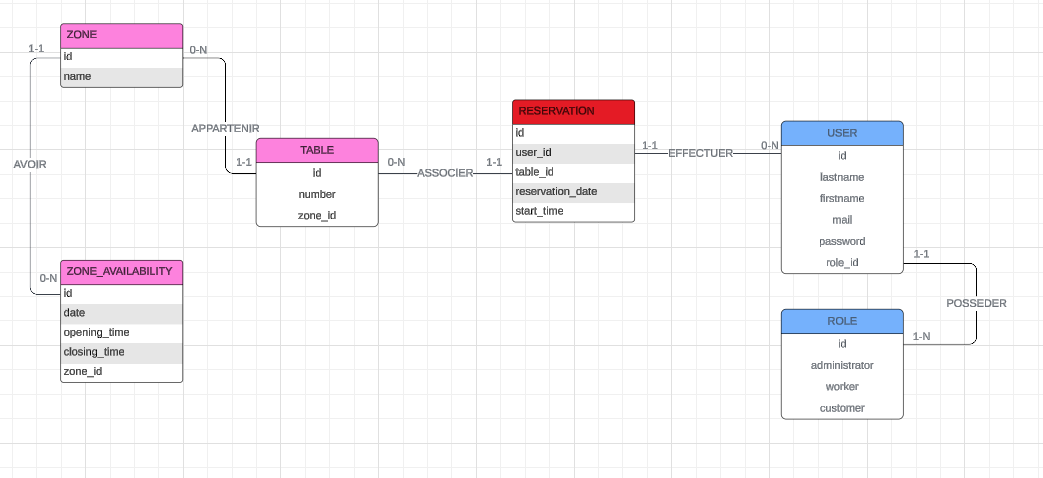 ZONE
1-1
id
0-N
name
APPARTENIR
AVOIR
TABLE
1-1
id
0-N
number
zone_id
ASSOCIER
RESERVATION
id
user_id
1-1
table_id
reservation_date
start_time
1-1
EFFECTUER
0-N
USER
id
lastname
firstname
mail
password
role_id
1-1
POSSEDER
ROLE
id
1-N
administrator
worker
customer
ZONE_AVAILABILITY
0-N
id
date
opening_time
closing_time
zone_id